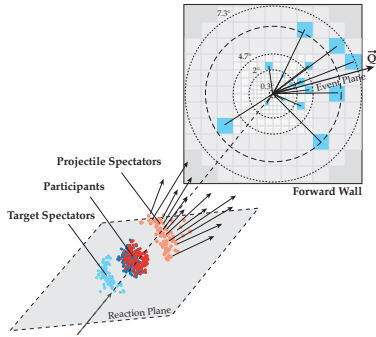 7.3°
4.7°
2°
0.3°
Q
Event Plane
Forward Wall
Projectile Spectators
Participants
Target Spectators
Reaction Plane